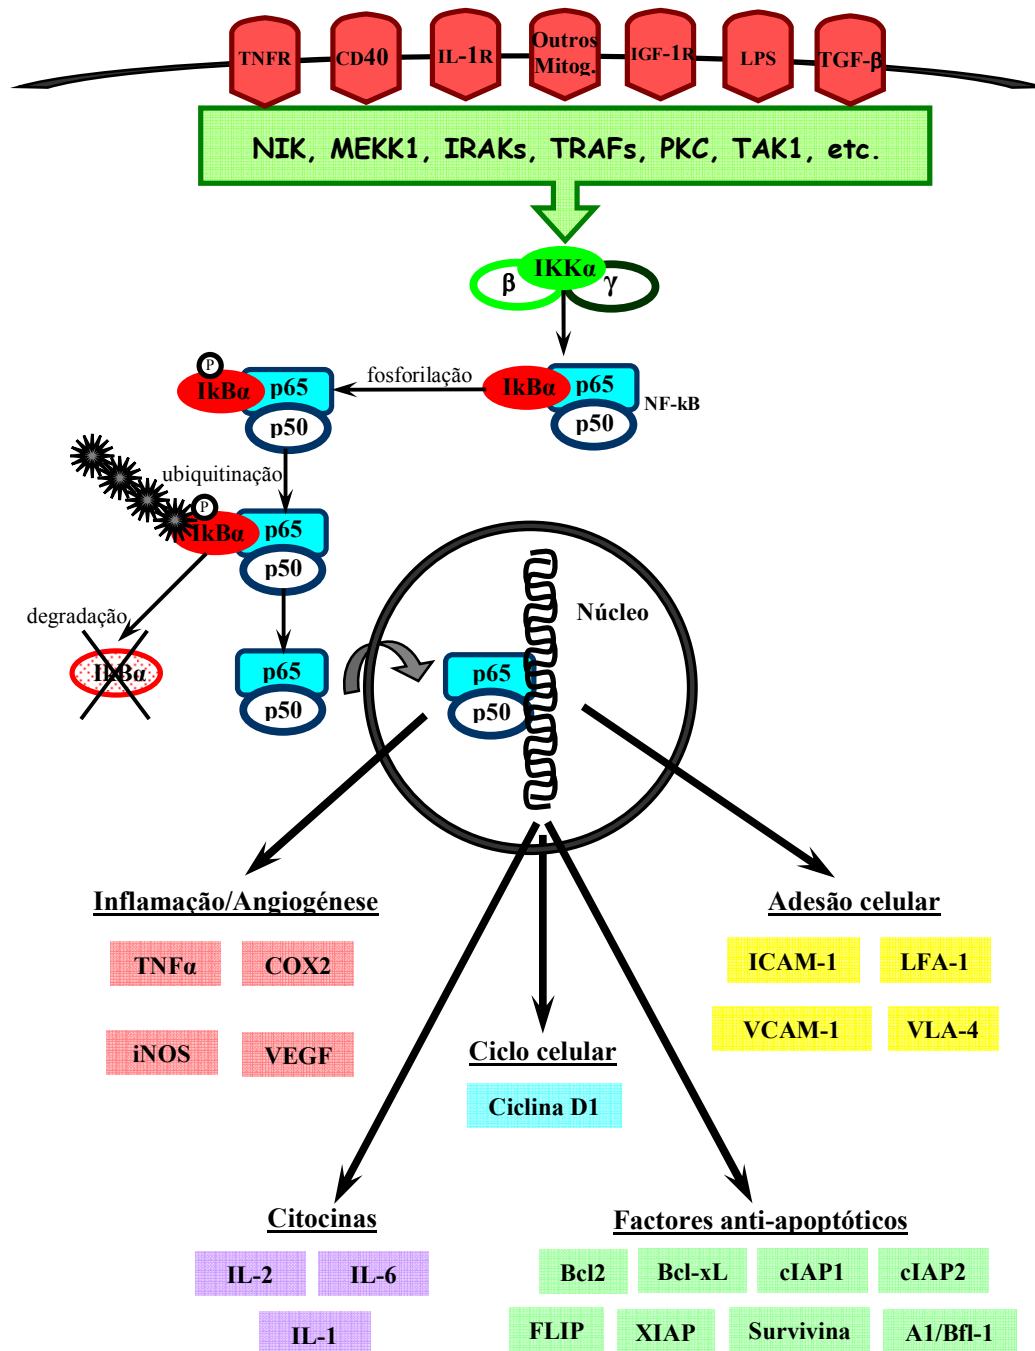 TNFR
CD40
IL-1R
Outros
Mitog.
IGF-1R
LPS
TGF-β
NIK, MEKK1, IRAKs, TRAFs, PKC, TAK1, etc.
IKKα
β
γ
P
IkBα
p65
p50
fosforilação
IkBα
p65
p50
NF-kB
ubiquitinação
P
IkBα
p65
p50
degradação
IkBα
p65
p50
Núcleo
p65
p50
Inflamação/Angiogénese
TNFα
COX2
iNOS
VEGF
Adesão celular
ICAM-1
LFA-1
VCAM-1
VLA-4
Ciclo celular
Ciclina D1
Citocinas
IL-2
IL-6
IL-1
Factores anti-apoptóticos
Bcl2
Bcl-xL
cIAP1
cIAP2
FLIP
XIAP
Survivina
A1/Bfl-1